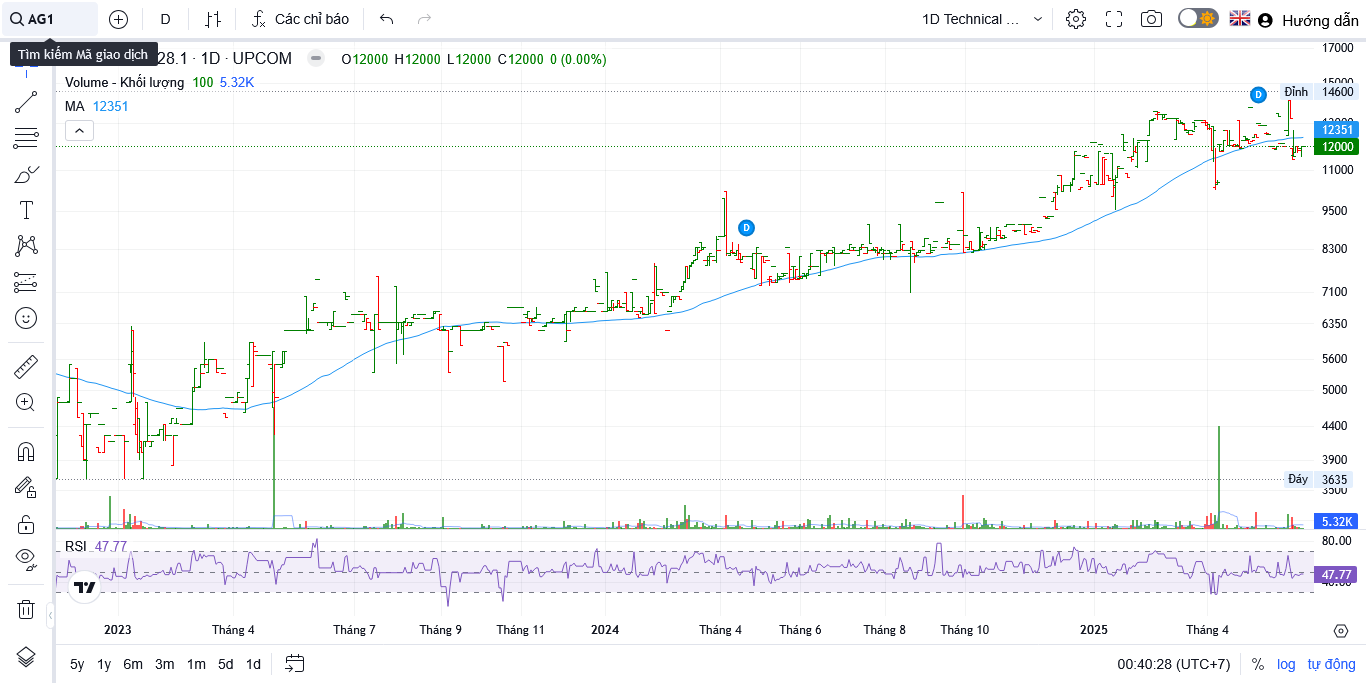 AG1
D
Các chỉ báo
1D Technical ...
Hướng dẫn
Tìm kiếm Mã giao dịch
28.1 · 1D · UPCOM
O12000 H12000 L12000 C12000 0 (0.00%)
Volume - Khối lượng 100 5.32K
MA 12351
D
D
17000
15000
Đỉnh 14600
12351
12000
11000
9500
8300
7100
6350
5600
5000
4400
3900
Đáy 3635
3500
5.32K
RSI 47.77
80.00
47.77
40.00
2023
Tháng 4
Tháng 7
Tháng 9
Tháng 11
2024
Tháng 4
Tháng 6
Tháng 8
Tháng 10
2025
Tháng 4
5y 1y 6m 3m 1m 5d 1d
00:40:28 (UTC+7)
% log tự động